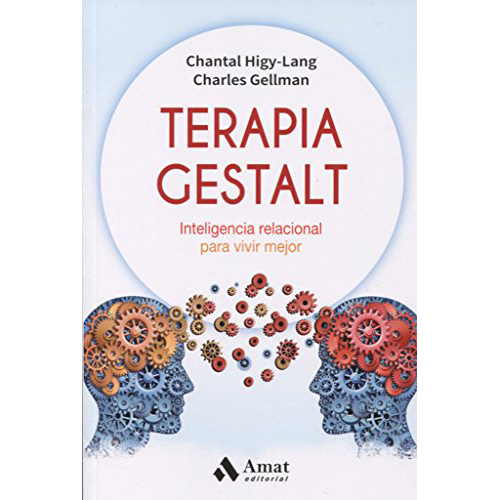 Chantal Higy-Lang
Charles Gellman
TERAPIA
GESTALT
Inteligencia relacional
para vivir mejor
Amat
editorial